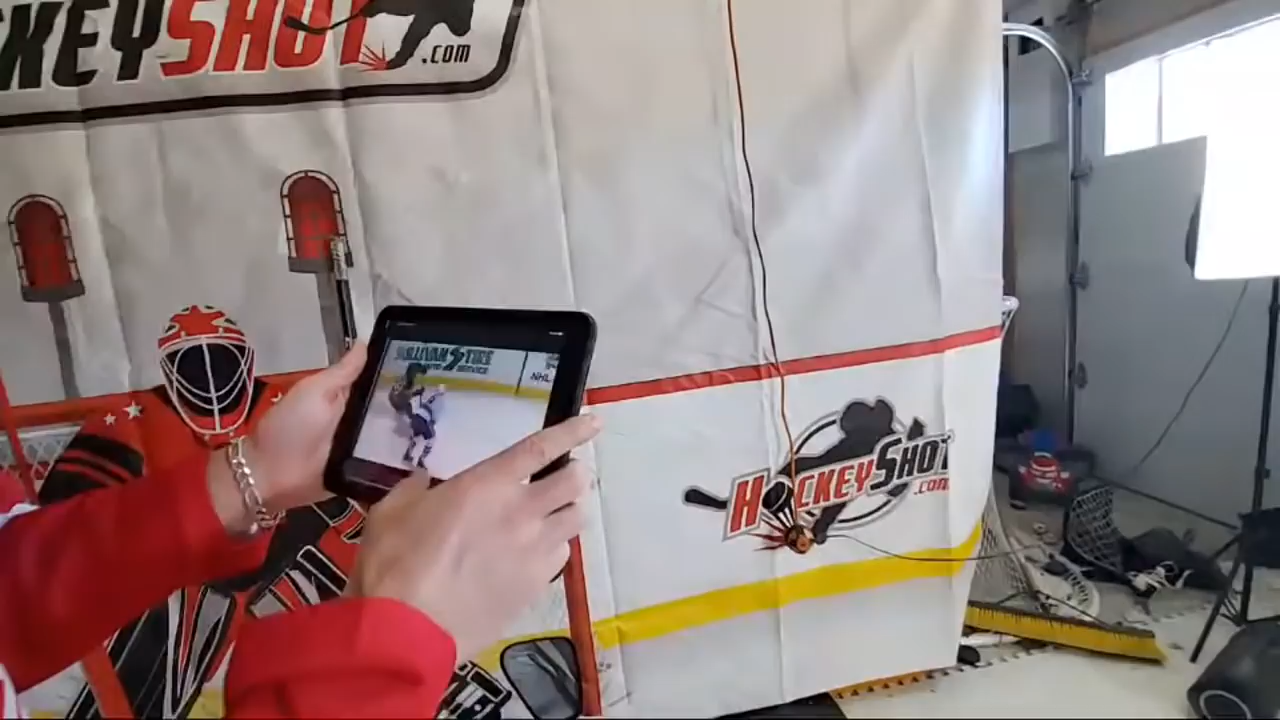 CKEYSHOT
.COM
SULLIVAN TIRE
NHL
HOCKEYSHOT
.COM